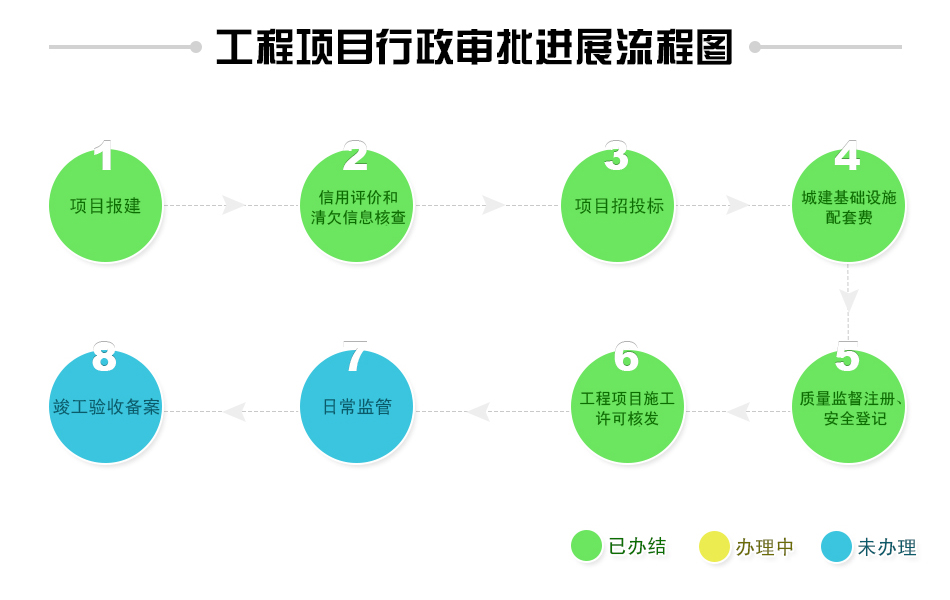 工程项目行政审批进展流程图
1
项目报建
2
信用评价和
清欠信息核查
3
项目招投标
4
城建基础设施
配套费
5
质量监督注册、
安全登记
6
工程项目施工
许可核发
7
日常监管
8
竣工验收备案
已办结
办理中
未办理